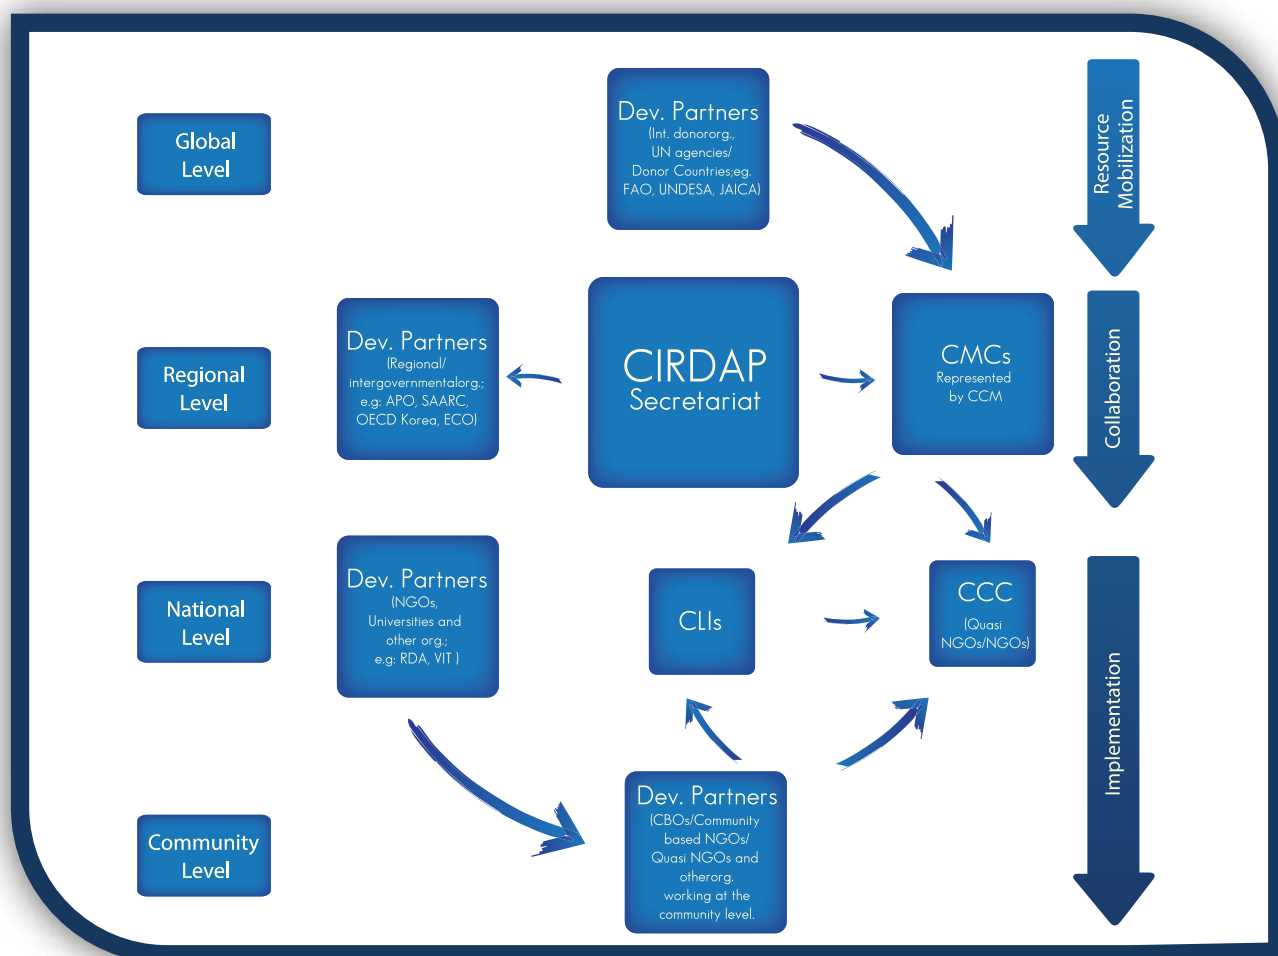 Global
Level
Dev. Partners
(Int. donororg.,
UN agencies/
Donor Countries;eg.
FAO, UNDESA, JAICA)
Resource
Mobilization
Regional
Level
Dev. Partners
(Regional/
intergovernmentalorg.;
e.g: APO, SAARC,
OECD Korea, ECO)
CIRDAP
Secretariat
CMCs
Represented
by CCM
Collaboration
National
Level
Dev. Partners
(NGOs,
Universities and
other org.;
e.g: RDA, VIT )
CLIs
CCC
(Quasi
NGOs/NGOs)
Implementation
Community
Level
Dev. Partners
(CBOs/Community
based NGOs/
Quasi NGOs and
otherorg.
working at the
community level.